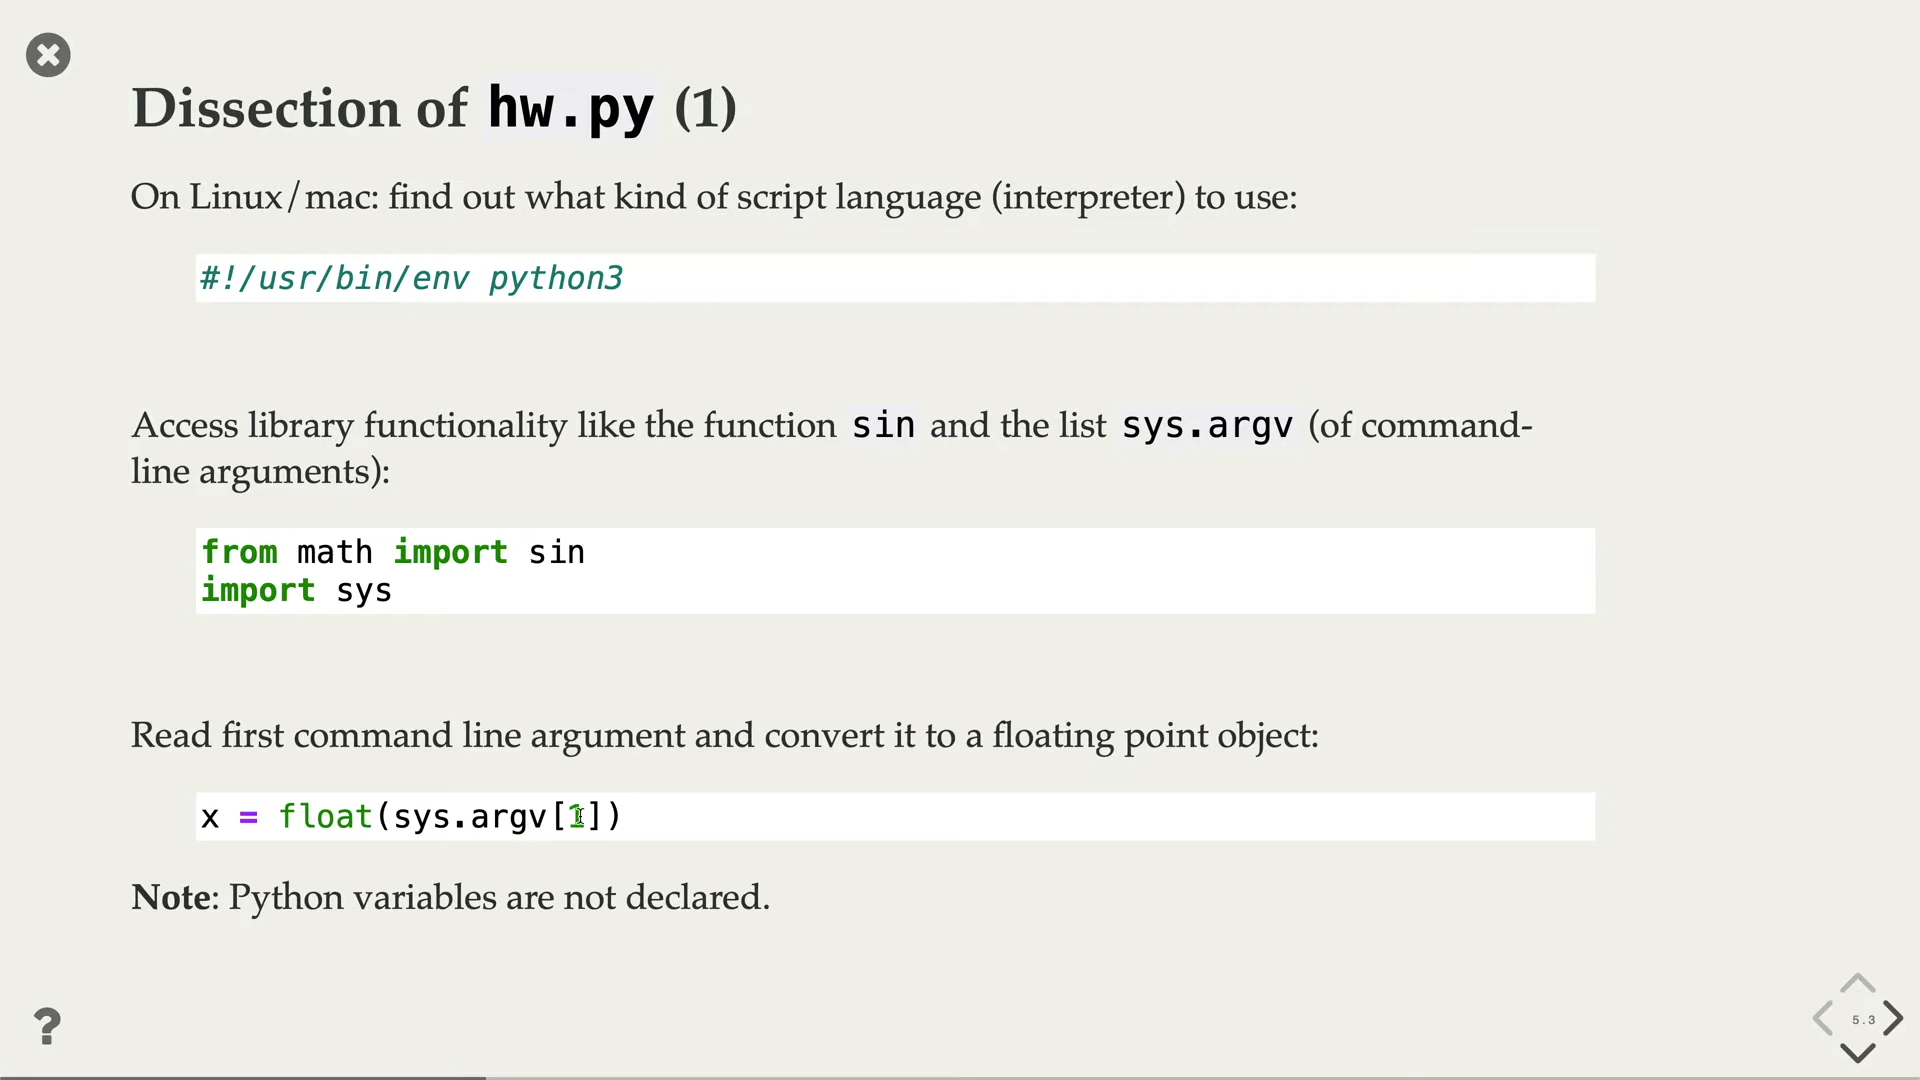 Dissection of hw.py (1)
On Linux/mac: find out what kind of script language (interpreter) to use:
#!/usr/bin/env python3
Access library functionality like the function sin and the list sys.argv (of command-
line arguments):
from math import sin
import sys
Read first command line argument and convert it to a floating point object:
x = float(sys.argv[1])
Note: Python variables are not declared.
?
5.3